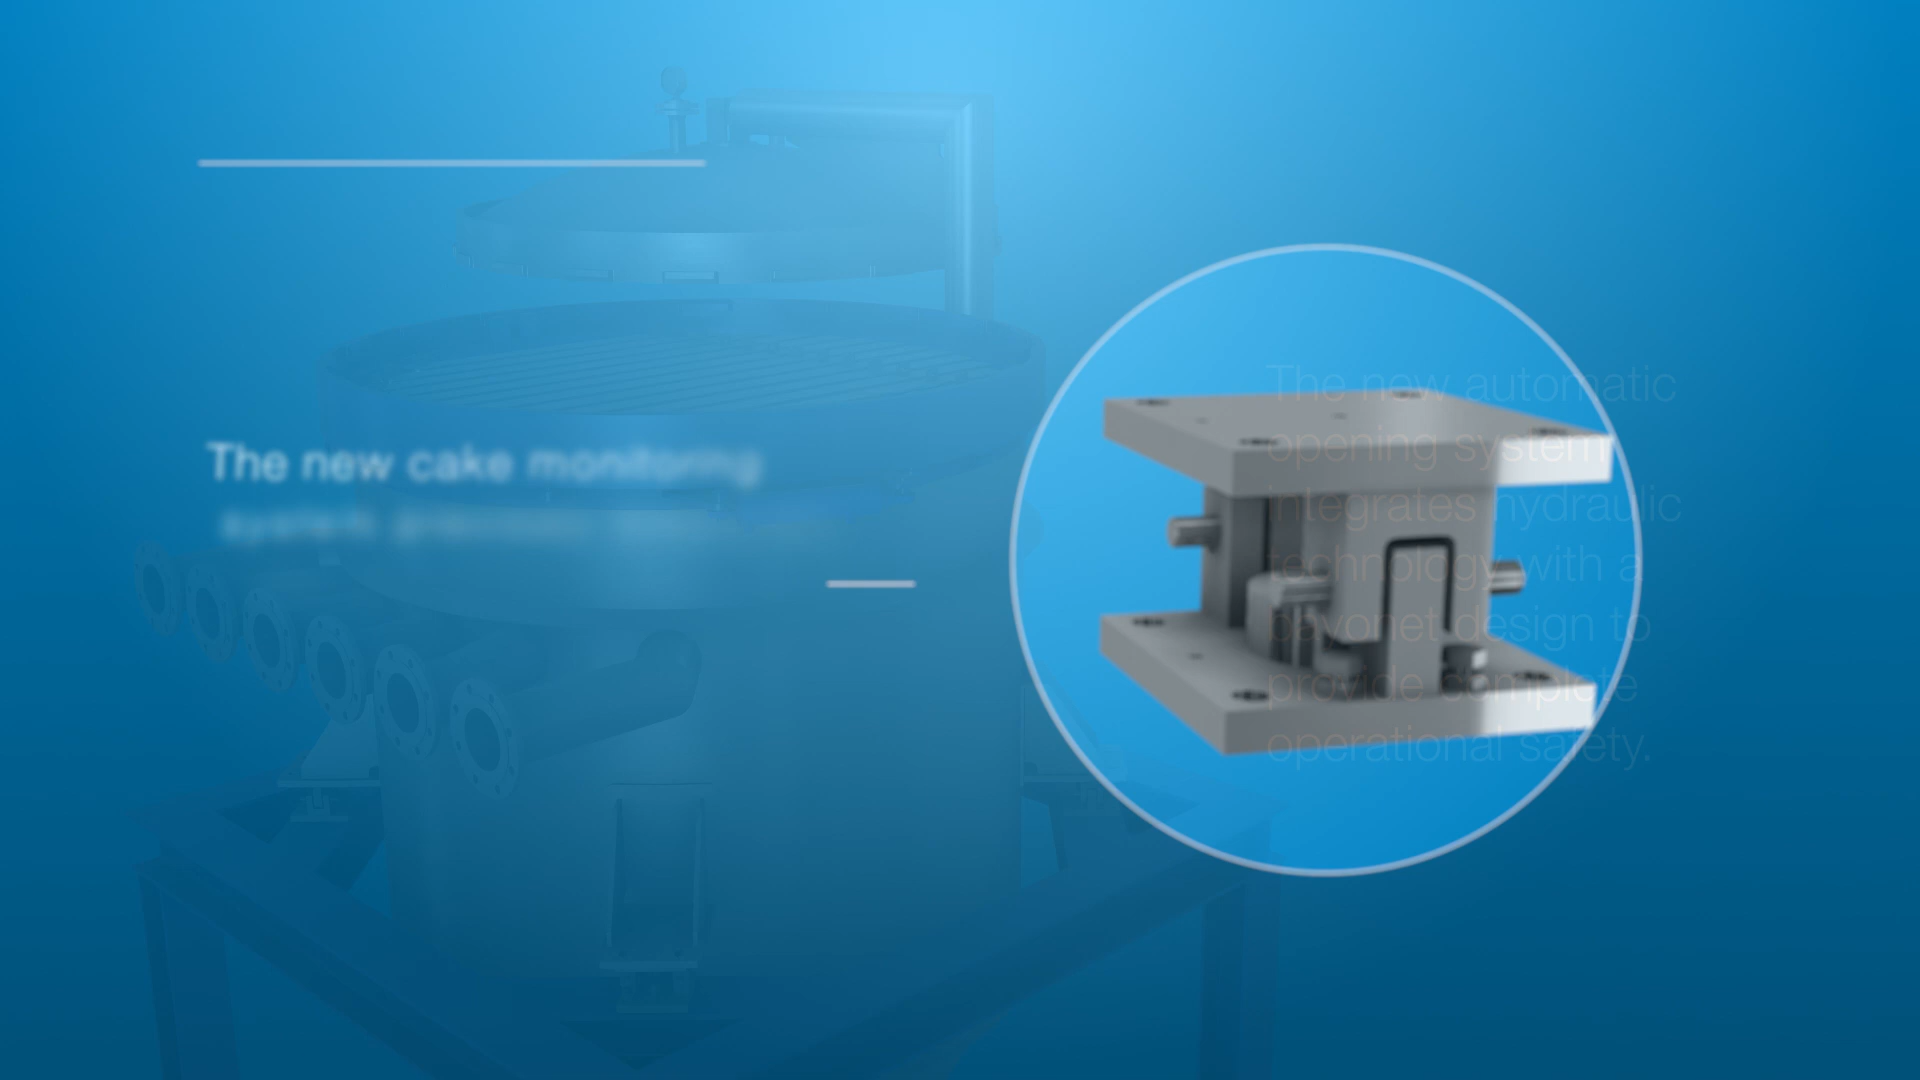 The new cake monitoring
system
The new automatic
opening system
integrates hydraulic
technology with a
bayonet design to
provide complete
operational safety.